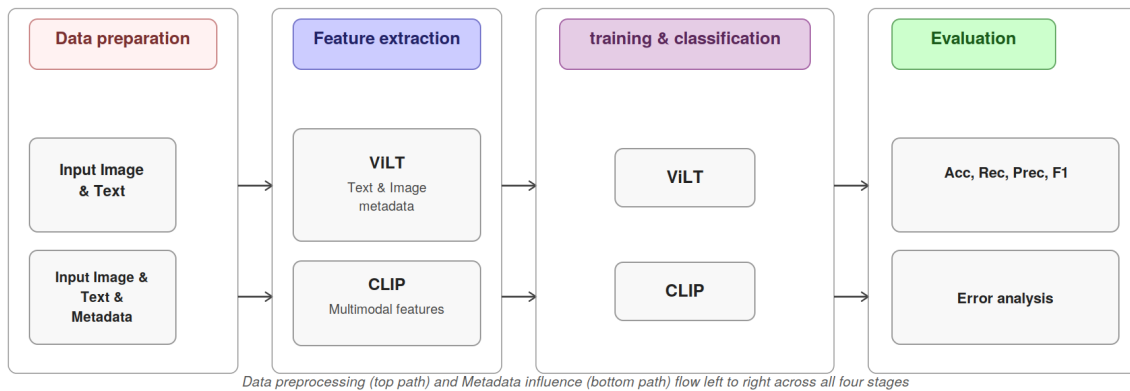 Data preparation
Feature extraction
training & classification
Evaluation
Input Image
& Text
ViLT
Text & Image
metadata
ViLT
Acc, Rec, Prec, F1
Input Image &
Text &
Metadata
CLIP
Multimodal features
CLIP
Error analysis
Data preprocessing (top path) and Metadata influence (bottom path) flow left to right across all four stages